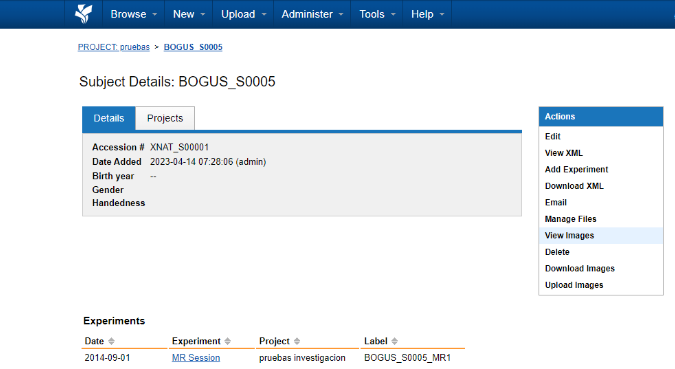 Browse New Upload Administer Tools Help
PROJECT: pruebas > BOGUS_S0005
Subject Details: BOGUS_S0005
Details Projects
Accession # XNAT_S00001
Date Added 2023-04-14 07:28:06 (admin)
Birth year --
Gender
Handedness
Actions
Edit
View XML
Add Experiment
Download XML
Email
Manage Files
View Images
Delete
Download Images
Upload Images
Experiments
Date Experiment Project Label
2014-09-01 MR Session pruebas investigacion BOGUS_S0005_MR1